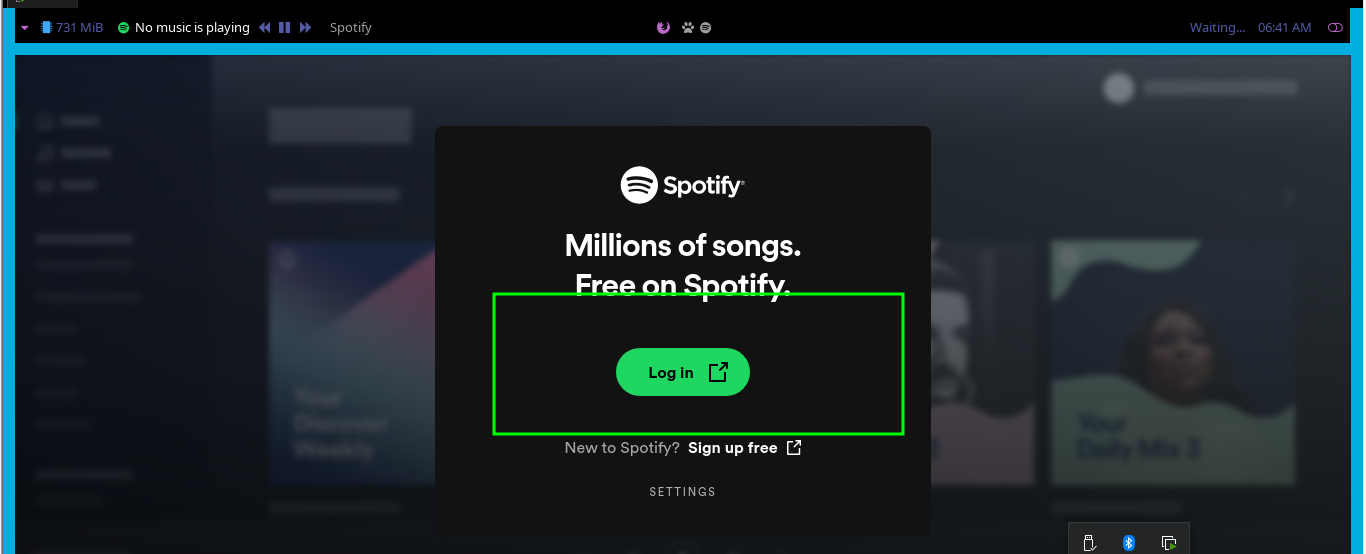 731 MiB No music is playing Spotify Waiting... 06:41 AM
Spotify
Millions of songs.
Free on Spotify.
Log in
New to Spotify? Sign up free
SETTINGS
Your
Discover
Weekly
2
Your
Daily Mix 3